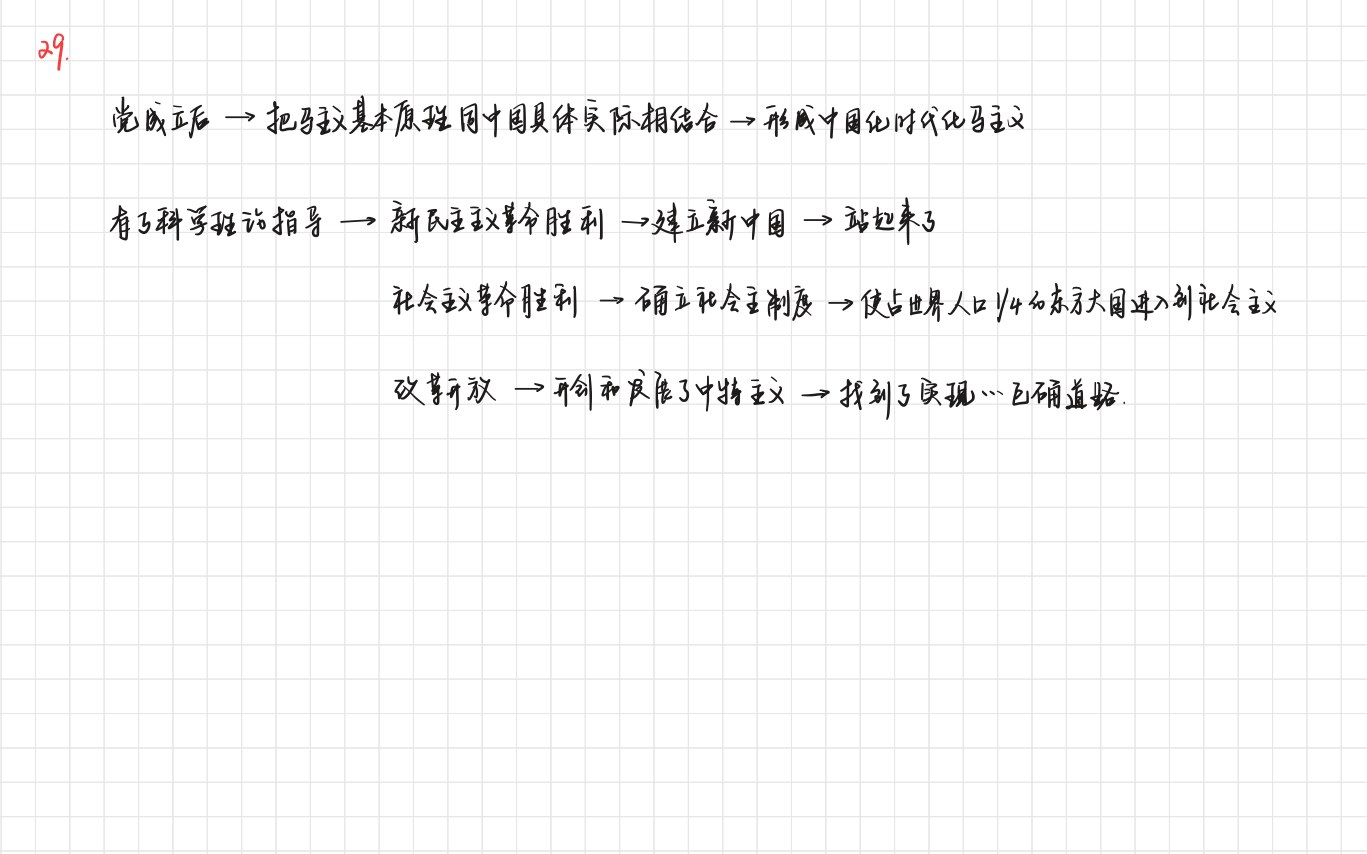 29.
党成立后 → 把马主义基本原理同中国具体实际相结合 → 形成中国化时代化马主义
有了科学理论指导 → 新民主主义革命胜利 → 建立新中国 → 站起来了
社会主义革命胜利 → 确立社会主制度 → 使占世界人口1/4的东方大国进入到社会主义
改革开放 → 开创和发展了中特主义 → 找到了实现…正确道路.